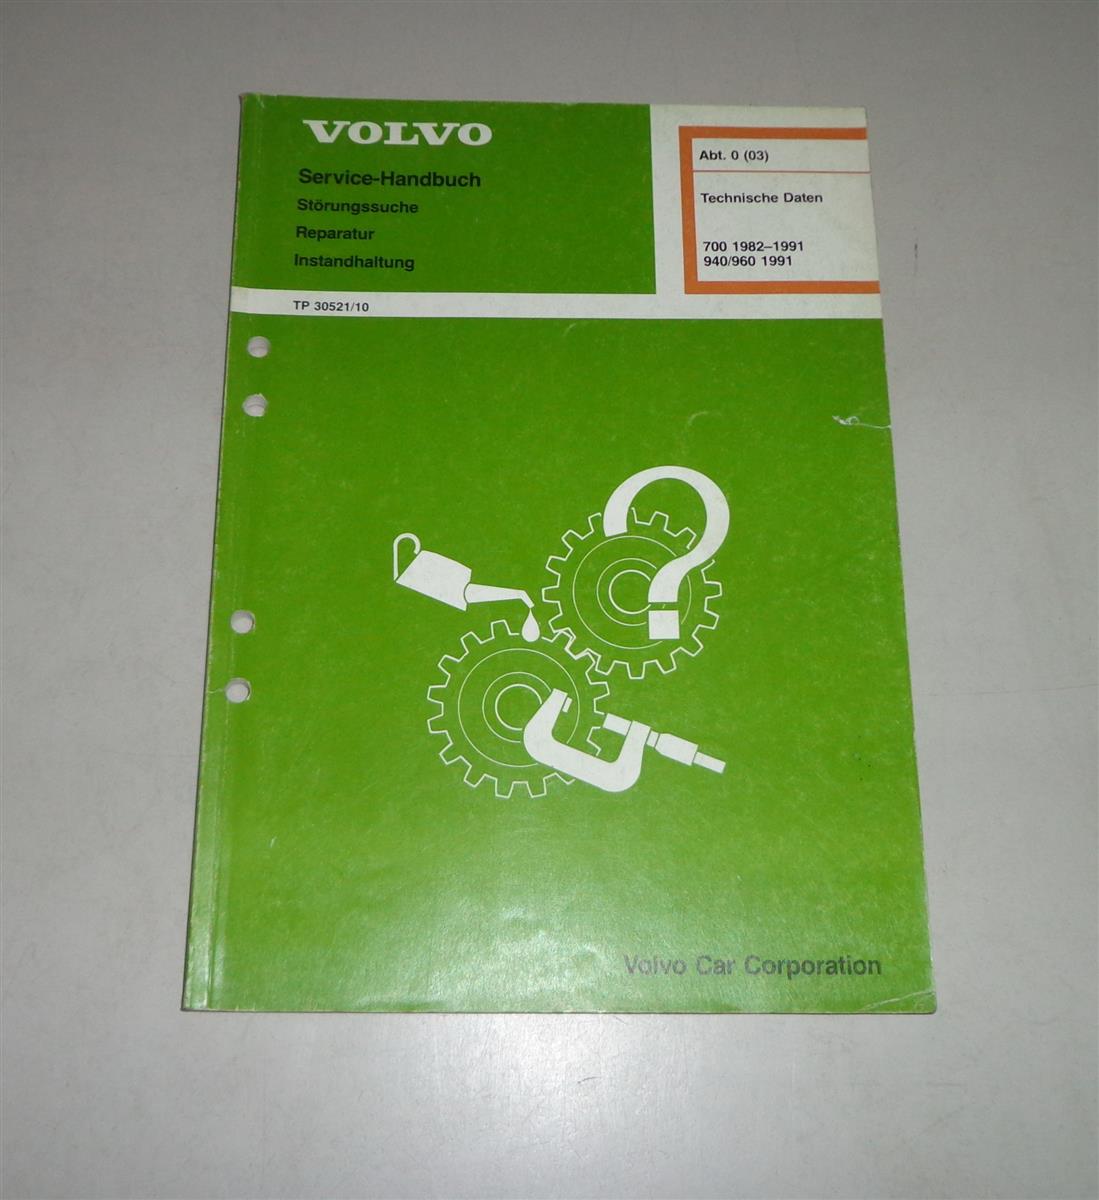 VOLVO
Service-Handbuch
Störungssuche
Reparatur
Instandhaltung
TP 30521/10
Abt. 0 (03)
Technische Daten
700 1982–1991
940/960 1991
?
Volvo Car Corporation